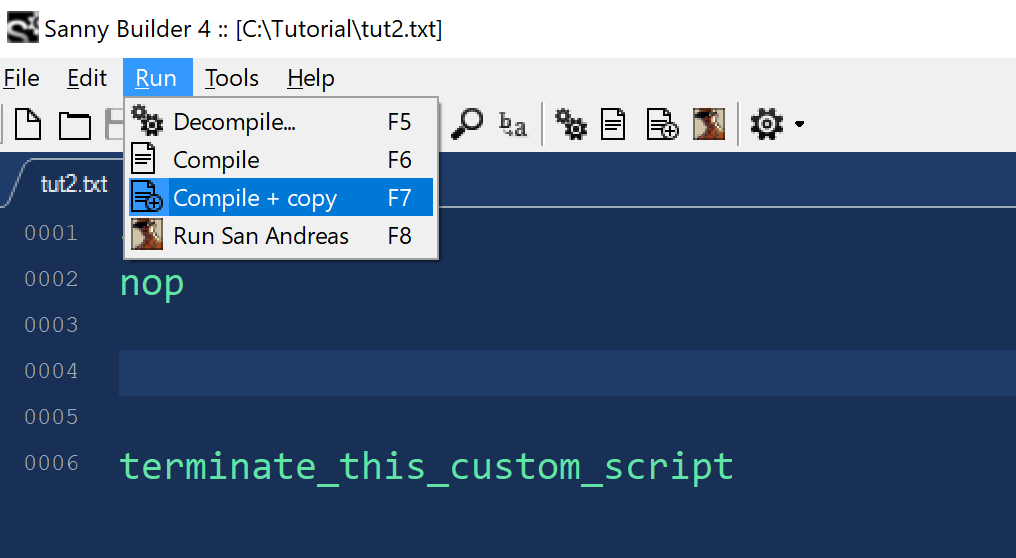 Sanny Builder 4 :: [C:\Tutorial\tut2.txt]
File Edit Run Tools Help
Decompile... F5
Compile F6
Compile + copy F7
Run San Andreas F8
b a
tut2.txt
0001
0002 nop
0003
0004
0005
0006 terminate_this_custom_script